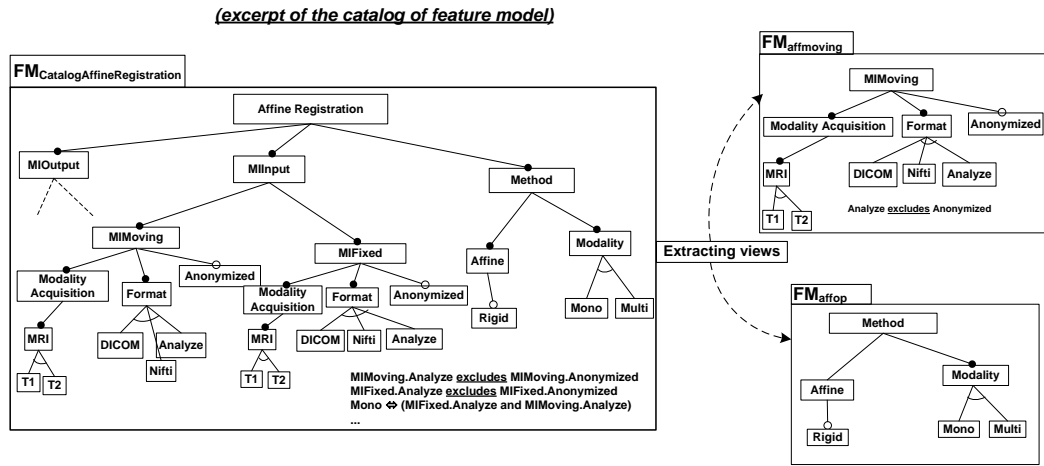 (excerpt of the catalog of feature model)
FMCatalogAffineRegistration
Affine Registration
MIOutput
MIInput
Method
MIMoving
MIFixed
Affine
Modality
Modality
Acquisition
Format
Anonymized
Modality
Acquisition
Format
Anonymized
Rigid
Mono
Multi
MRI
DICOM
Nifti
Analyze
MRI
DICOM
Nifti
Analyze
T1
T2
T1
T2
MIMoving.Analyze excludes MIMoving.Anonymized
MIFixed.Analyze excludes MIFixed.Anonymized
Mono ⇔ (MIFixed.Analyze and MIMoving.Analyze)
...
Extracting views
FMaffmoving
MIMoving
Modality Acquisition
Format
Anonymized
MRI
DICOM
Nifti
Analyze
T1
T2
Analyze excludes Anonymized
FMaffop
Method
Affine
Modality
Rigid
Mono
Multi